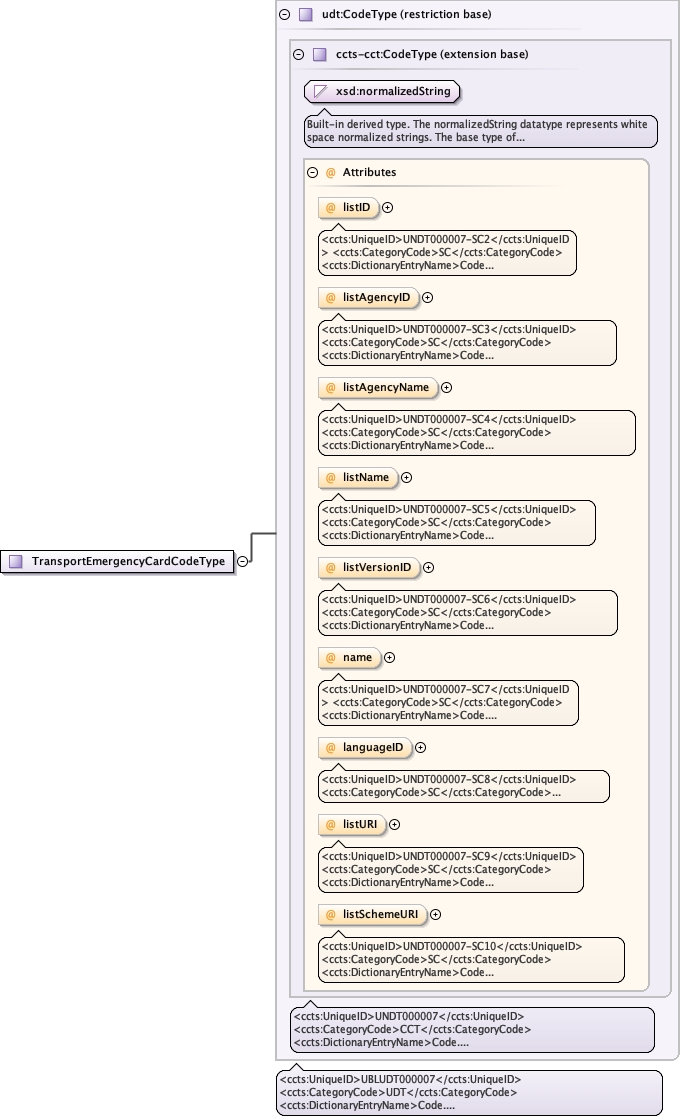 udt:CodeType (restriction base)
ccts-cct:CodeType (extension base)
xsd:normalizedString
Built-in derived type. The normalizedString datatype represents white
space normalized strings. The base type of...
@ Attributes
@ listID
<ccts:UniqueID>UNDT000007-SC2</ccts:UniqueID
> <ccts:CategoryCode>SC</ccts:CategoryCode>
<ccts:DictionaryEntryName>Code...
@ listAgencyID
<ccts:UniqueID>UNDT000007-SC3</ccts:UniqueID>
<ccts:CategoryCode>SC</ccts:CategoryCode>
<ccts:DictionaryEntryName>Code...
@ listAgencyName
<ccts:UniqueID>UNDT000007-SC4</ccts:UniqueID>
<ccts:CategoryCode>SC</ccts:CategoryCode>
<ccts:DictionaryEntryName>Code...
@ listName
<ccts:UniqueID>UNDT000007-SC5</ccts:UniqueID>
<ccts:CategoryCode>SC</ccts:CategoryCode>
<ccts:DictionaryEntryName>Code...
TransportEmergencyCardCodeType
@ listVersionID
<ccts:UniqueID>UNDT000007-SC6</ccts:UniqueID>
<ccts:CategoryCode>SC</ccts:CategoryCode>
<ccts:DictionaryEntryName>Code...
@ name
<ccts:UniqueID>UNDT000007-SC7</ccts:UniqueID
> <ccts:CategoryCode>SC</ccts:CategoryCode>
<ccts:DictionaryEntryName>Code....
@ languageID
<ccts:UniqueID>UNDT000007-SC8</ccts:UniqueID>
<ccts:CategoryCode>SC</ccts:CategoryCode>...
@ listURI
<ccts:UniqueID>UNDT000007-SC9</ccts:UniqueID>
<ccts:CategoryCode>SC</ccts:CategoryCode>
<ccts:DictionaryEntryName>Code...
@ listSchemeURI
<ccts:UniqueID>UNDT000007-SC10</ccts:UniqueID>
<ccts:CategoryCode>SC</ccts:CategoryCode>
<ccts:DictionaryEntryName>Code...
<ccts:UniqueID>UNDT000007</ccts:UniqueID>
<ccts:CategoryCode>CCT</ccts:CategoryCode>
<ccts:DictionaryEntryName>Code....
<ccts:UniqueID>UBLUDT000007</ccts:UniqueID>
<ccts:CategoryCode>UDT</ccts:CategoryCode>
<ccts:DictionaryEntryName>Code....